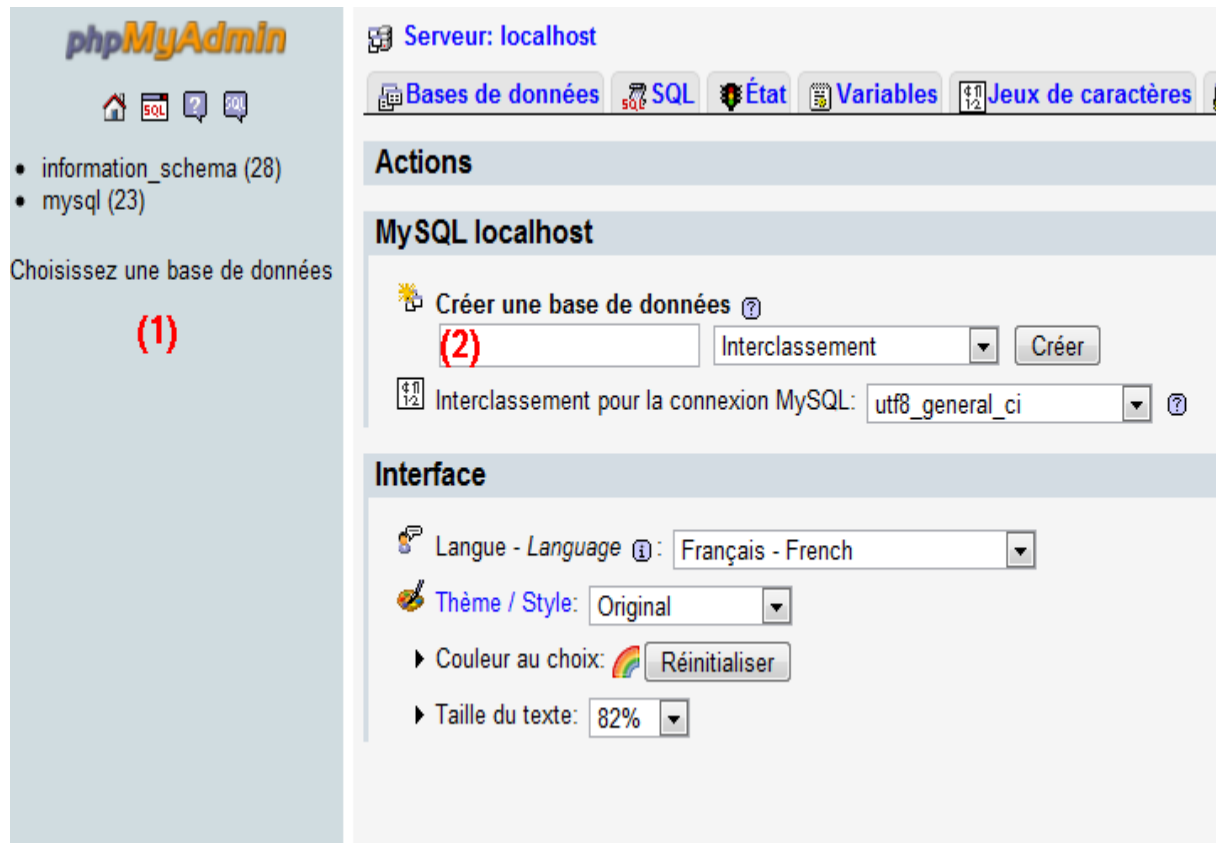 phpMyAdmin
information_schema (28)
mysql (23)
Choisissez une base de données
(1)
Serveur: localhost
Bases de données SQL État Variables Jeux de caractères
Actions
MySQL localhost
Créer une base de données
(2) Interclassement Créer
Interclassement pour la connexion MySQL: utf8_general_ci
Interface
Langue - Language : Français - French
Thème / Style: Original
Couleur au choix: Réinitialiser
Taille du texte: 82%